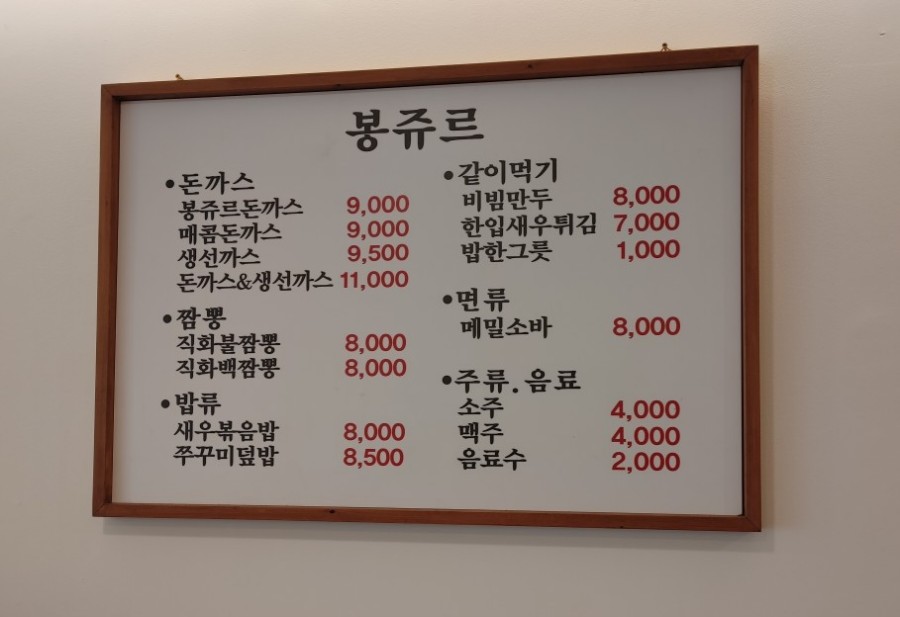 봉쥬르
•돈까스
봉쥬르돈까스 9,000
매콤돈까스 9,000
생선까스 9,500
돈까스&생선까스 11,000
•짬뽕
직화불짬뽕 8,000
직화백짬뽕 8,000
•밥류
새우볶음밥 8,000
쭈꾸미덮밥 8,500
•같이먹기
비빔만두 8,000
한입새우튀김 7,000
밥한그릇 1,000
•면류
메밀소바 8,000
•주류.음료
소주 4,000
맥주 4,000
음료수 2,000